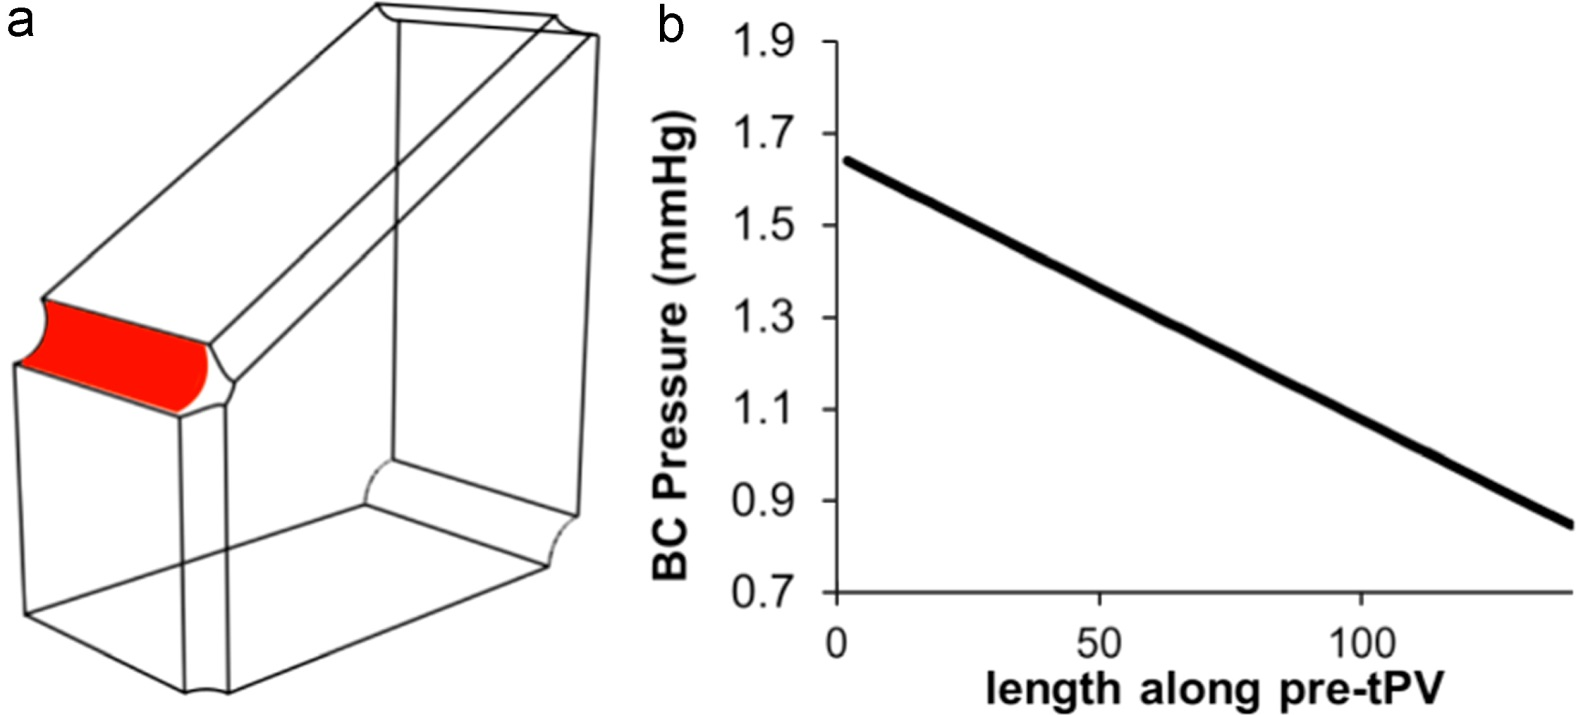 a
b
BC Pressure (mmHg)
1.9
1.7
1.5
1.3
1.1
0.9
0.7
0 50 100
length along pre-tPV